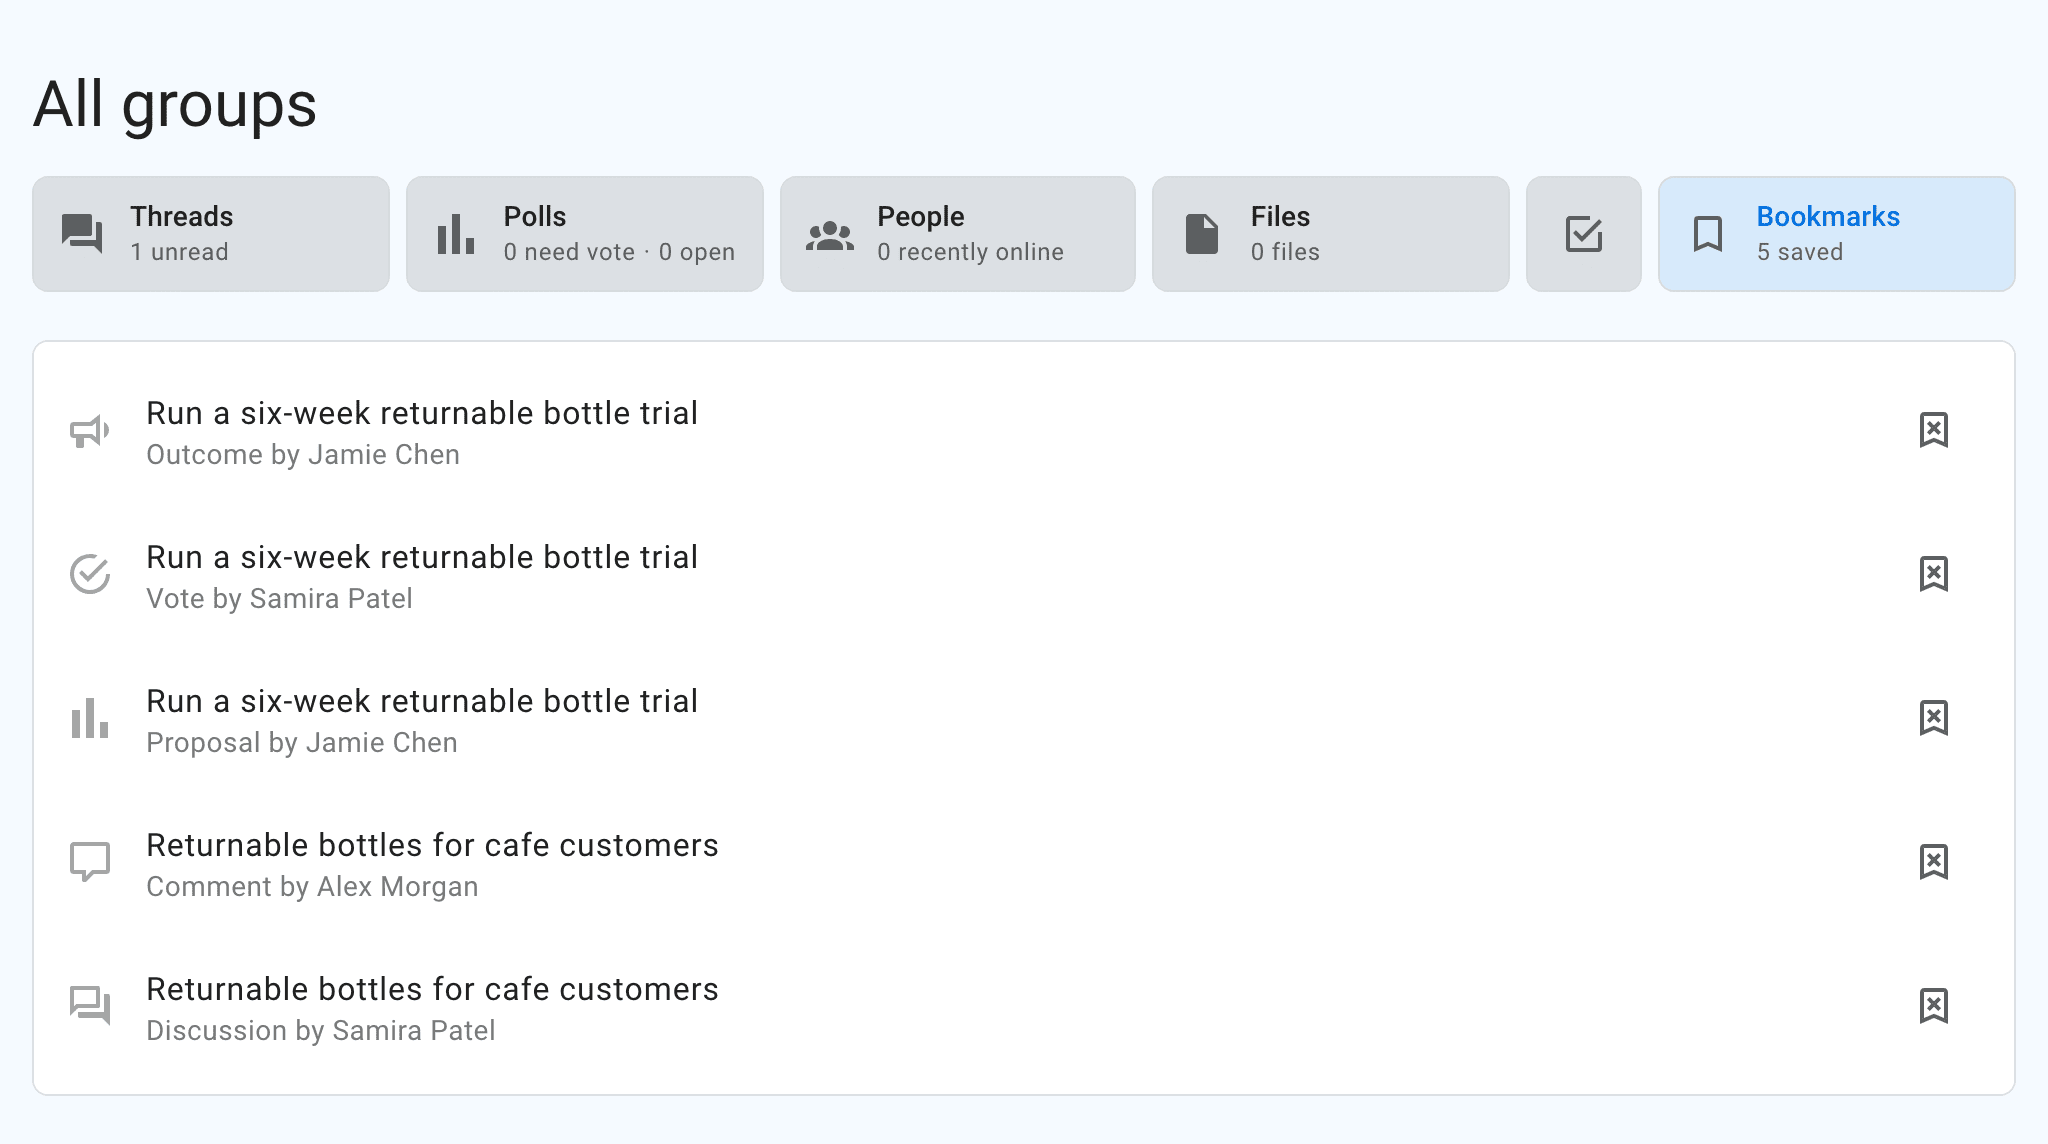 All groups
Threads
1 unread
Polls
0 need vote · 0 open
People
0 recently online
Files
0 files
Bookmarks
5 saved
Run a six-week returnable bottle trial
Outcome by Jamie Chen
Run a six-week returnable bottle trial
Vote by Samira Patel
Run a six-week returnable bottle trial
Proposal by Jamie Chen
Returnable bottles for cafe customers
Comment by Alex Morgan
Returnable bottles for cafe customers
Discussion by Samira Patel